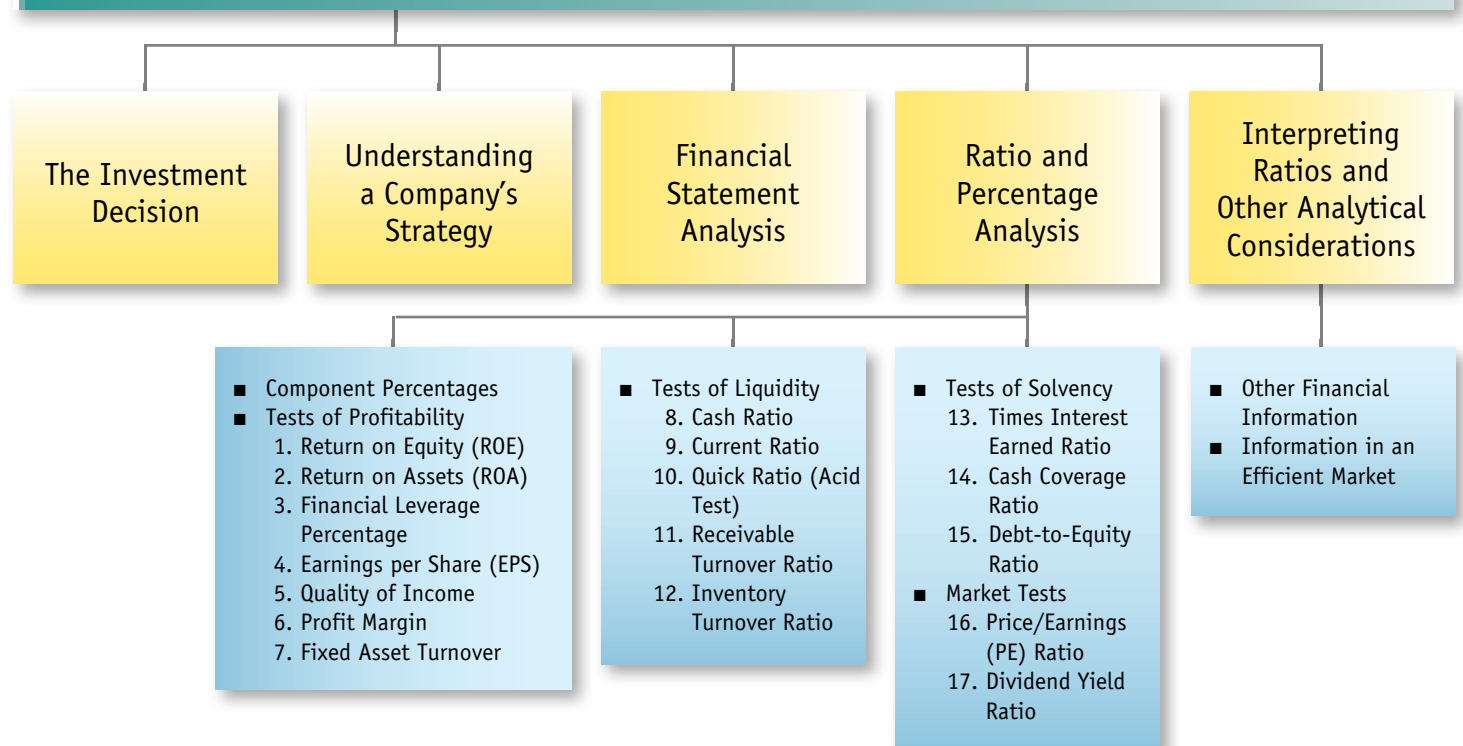 The Investment
Decision
Understanding
a Company's
Strategy
Financial
Statement
Analysis
Ratio and
Percentage
Analysis
Interpreting
Ratios and
Other Analytical
Considerations
■ Component Percentages
■ Tests of Profitability
1. Return on Equity (ROE)
2. Return on Assets (ROA)
3. Financial Leverage
Percentage
4. Earnings per Share (EPS)
5. Quality of Income
6. Profit Margin
7. Fixed Asset Turnover
■ Tests of Liquidity
8. Cash Ratio
9. Current Ratio
10. Quick Ratio (Acid
Test)
11. Receivable
Turnover Ratio
12. Inventory
Turnover Ratio
■ Tests of Solvency
13. Times Interest
Earned Ratio
14. Cash Coverage
Ratio
15. Debt-to-Equity
Ratio
■ Market Tests
16. Price/Earnings
(PE) Ratio
17. Dividend Yield
Ratio
■ Other Financial
Information
■ Information in an
Efficient Market